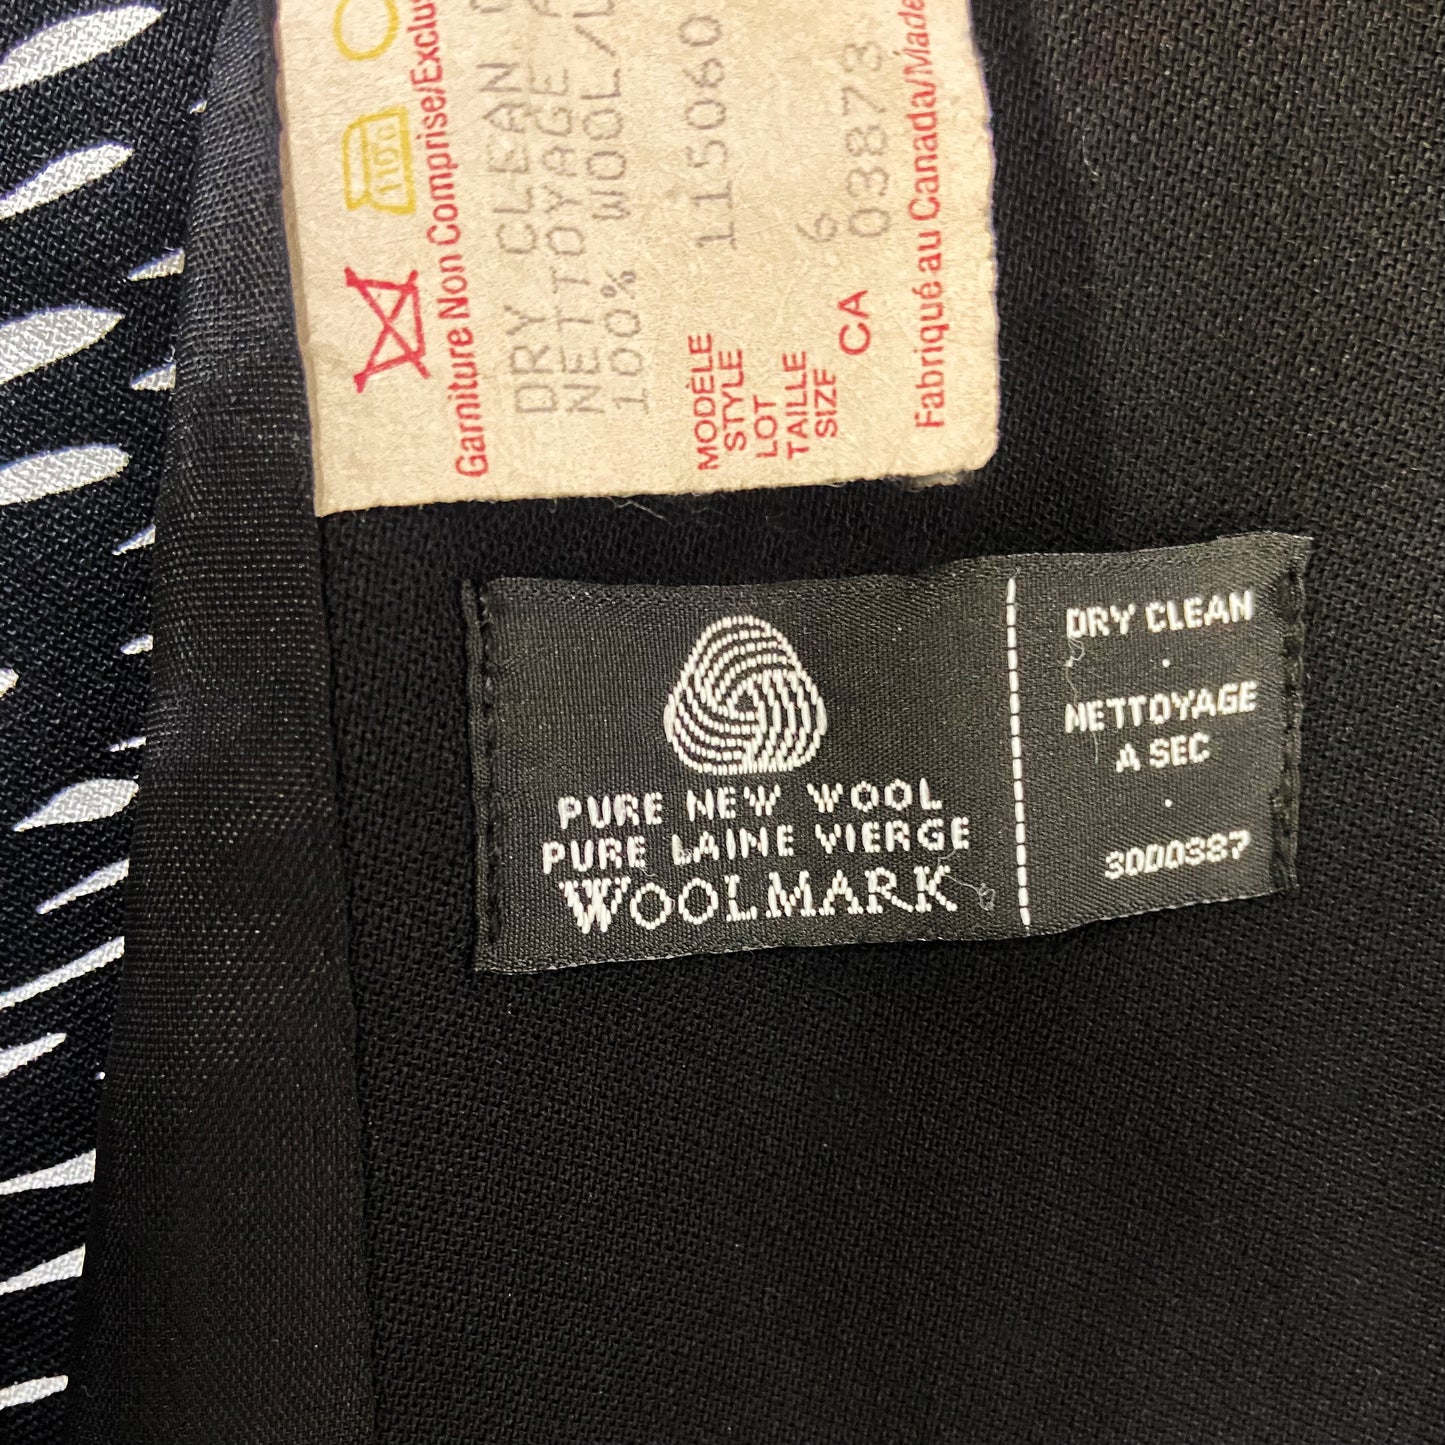 Garniture Non Comprise/Exclus
DRY CLEAN
NETTOYAGE A
100% WOOL/L
MODÈLE
STYLE 115060
LOT
TAILLE
SIZE 6
CA 03873
Fabriqué au Canada/Made
110c
PURE NEW WOOL
PURE LAINE VIERGE
WOOLMARK
DRY CLEAN
·
NETTOYAGE
A SEC
·
3000387